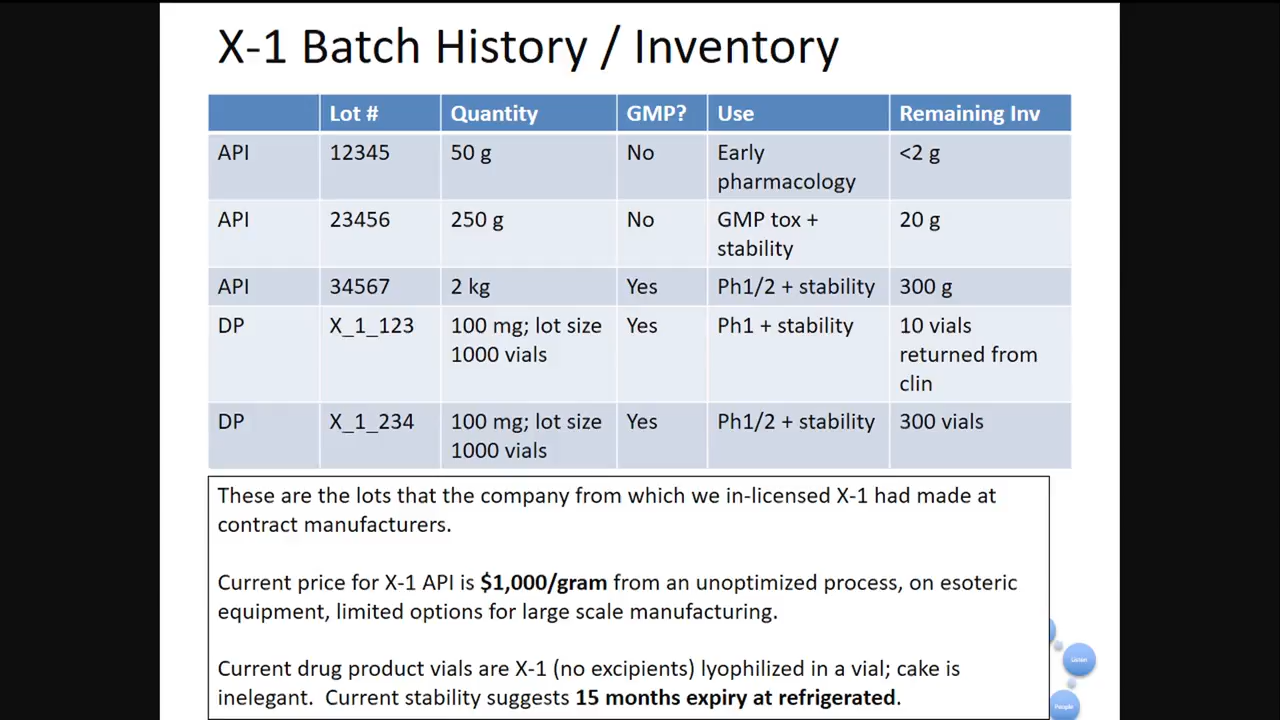 X-1 Batch History / Inventory
Lot # Quantity GMP? Use Remaining Inv
API 12345 50 g No Early pharmacology <2 g
API 23456 250 g No GMP tox + stability 20 g
API 34567 2 kg Yes Ph1/2 + stability 300 g
DP X_1_123 100 mg; lot size 1000 vials Yes Ph1 + stability 10 vials returned from clin
DP X_1_234 100 mg; lot size 1000 vials Yes Ph1/2 + stability 300 vials
These are the lots that the company from which we in-licensed X-1 had made at
contract manufacturers.
Current price for X-1 API is $1,000/gram from an unoptimized process, on esoteric
equipment, limited options for large scale manufacturing.
Current drug product vials are X-1 (no excipients) lyophilized in a vial; cake is
inelegant. Current stability suggests 15 months expiry at refrigerated.
Listen
People